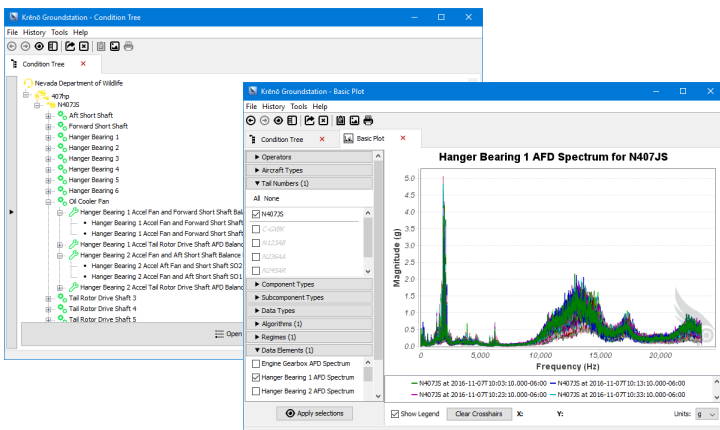 Krēnō Groundstation - Condition Tree
File History Tools Help
Condition Tree
Nevada Department of Wildlife
407hp
N407JS
Aft Short Shaft
Forward Short Shaft
Hanger Bearing 1
Hanger Bearing 2
Hanger Bearing 3
Hanger Bearing 4
Hanger Bearing 5
Hanger Bearing 6
Oil Cooler Fan
Hanger Bearing 1 Accel Fan and Forward Short Shaft Bala
Hanger Bearing 1 Accel Fan and Forward Short Shaft
Hanger Bearing 1 Accel Fan and Forward Short Shaft
Hanger Bearing 1 Accel Tail Rotor Drive Shaft AFD Balanc
Hanger Bearing 2 Accel Fan and Aft Short Shaft Balance
Hanger Bearing 2 Accel Aft Fan and Short Shaft SO2
Hanger Bearing 2 Accel Fan and Aft Short Shaft SO1
Hanger Bearing 2 Accel Tail Rotor Drive Shaft AFD Balanc
Tail Rotor Drive Shaft 3
Tail Rotor Drive Shaft 4
Tail Rotor Drive Shaft 5
Open
Krēnō Groundstation - Basic Plot
File History Tools Help
Condition Tree
Basic Plot
Operators
Aircraft Types
Tail Numbers (1)
All None
N407JS
C-GXBK
N123AB
N236AA
N245AR
Component Types
Subcomponent Types
Data Types
Algorithms (1)
Regimes (1)
Data Elements (1)
Engine Gearbox AFD Spectrum
Hanger Bearing 1 AFD Spectrum
Hanger Bearing 2 AFD Spectrum
Apply selections
Hanger Bearing 1 AFD Spectrum for N407JS
Magnitude (g)
5.0
4.5
4.0
3.5
3.0
2.5
2.0
1.5
1.0
0.5
0.0
0 5,000 10,000 15,000 20,000
Frequency (Hz)
N407JS at 2016-11-07T10:03:10.000-06:00 N407JS at 2016-11-07T10:13:10.000-06:00
N407JS at 2016-11-07T10:23:10.000-06:00 N407JS at 2016-11-07T10:33:10.000-06:00
Show Legend Clear Crosshairs X: Y: Units: g